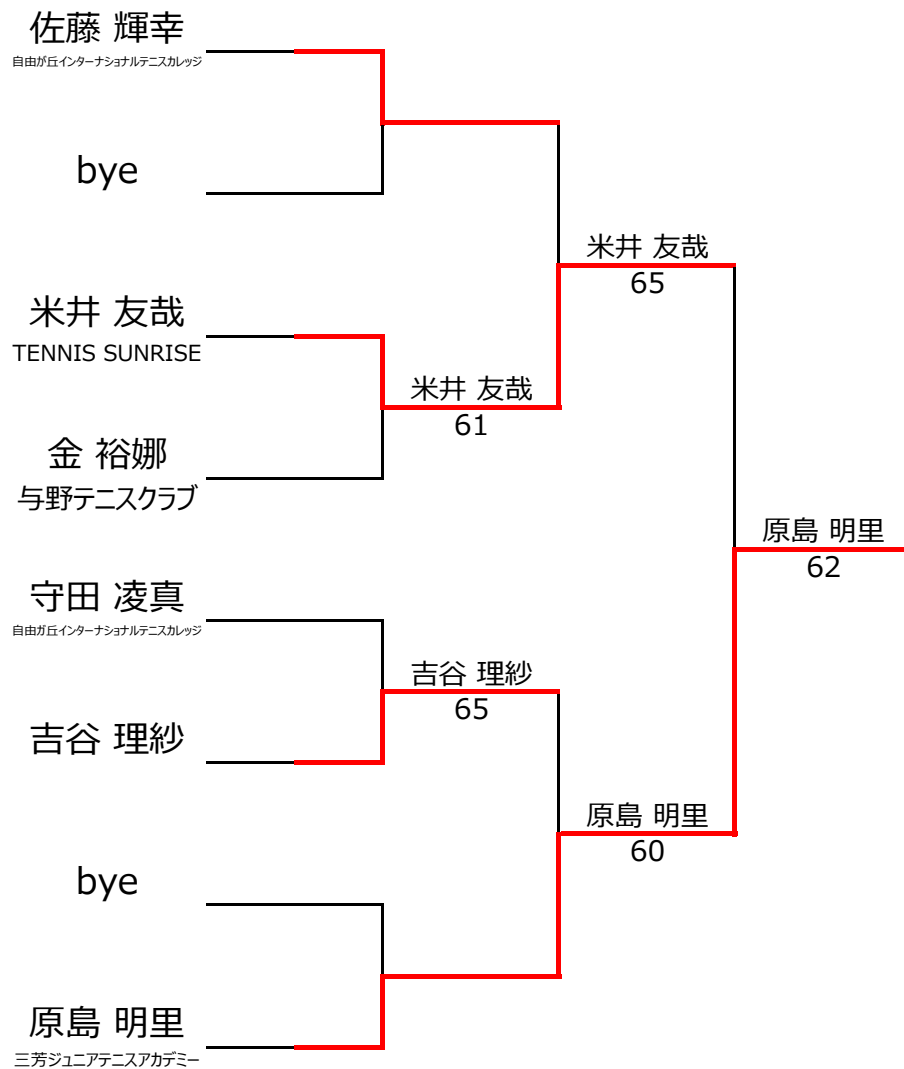 佐藤 輝幸
自由が丘インターナショナルテニスカレッジ
bye
米井 友哉
TENNIS SUNRISE
金 裕娜
与野テニスクラブ
守田 凌真
自由ガ丘インターナショナルテニスカレッジ
吉谷 理紗
bye
原島 明里
三芳ジュニアテニスアカデミー
米井 友哉
61
吉谷 理紗
65
米井 友哉
65
原島 明里
60
原島 明里
62